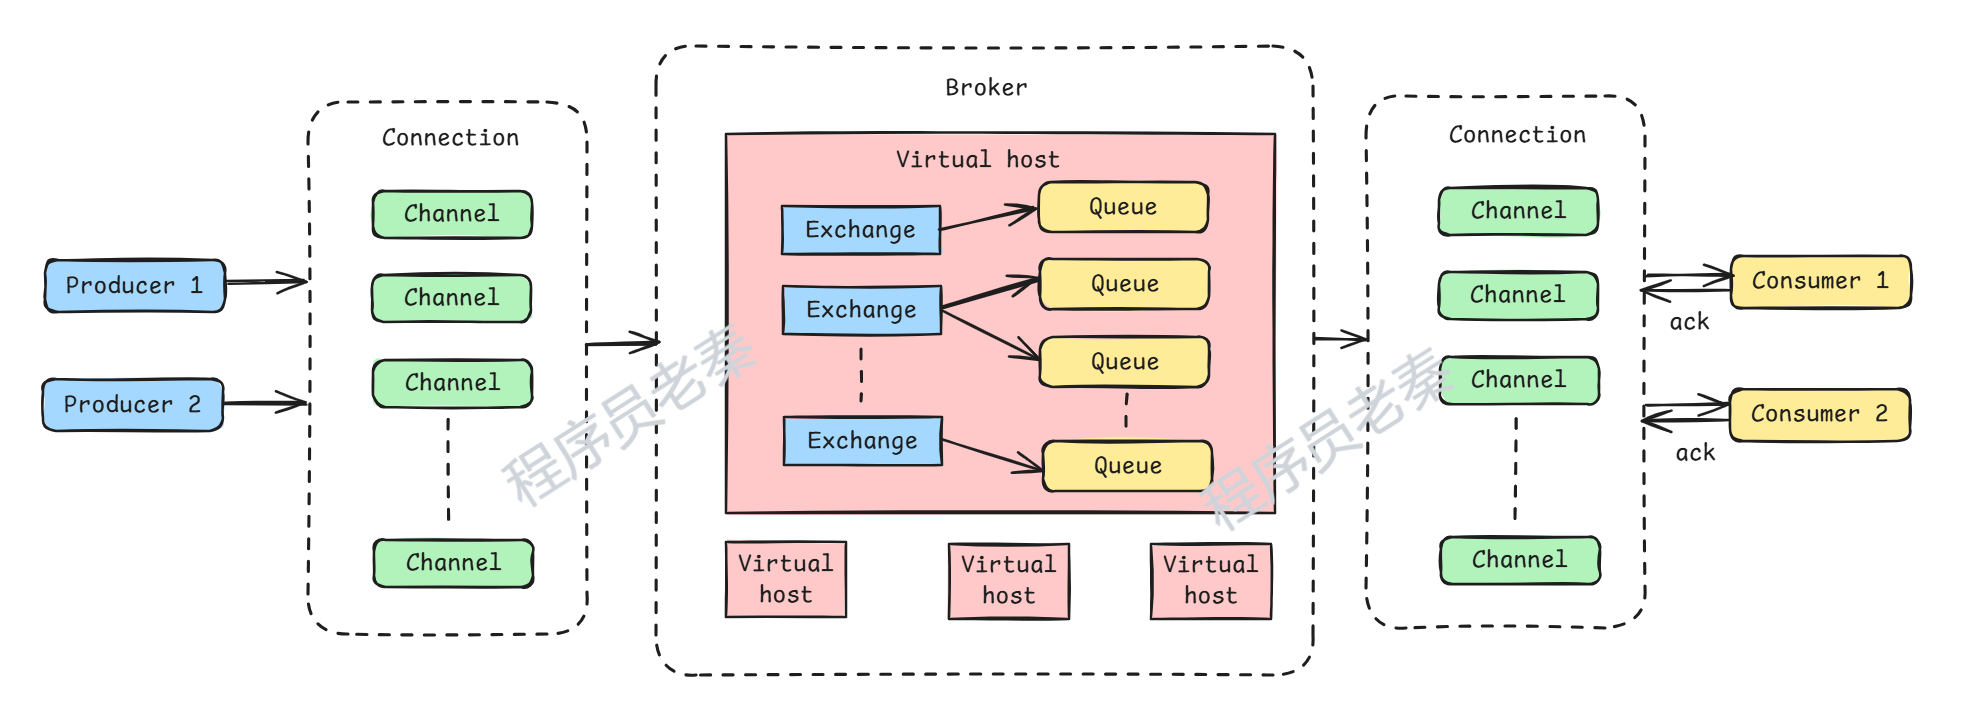 Producer 1
Producer 2
Connection
Channel
Channel
Channel
Channel
Broker
Virtual host
Exchange
Exchange
Exchange
Queue
Queue
Queue
Queue
Virtual
host
Virtual
host
Virtual
host
Connection
Channel
Channel
Channel
Channel
Consumer 1
ack
Consumer 2
ack
程序员老秦
程序员老秦